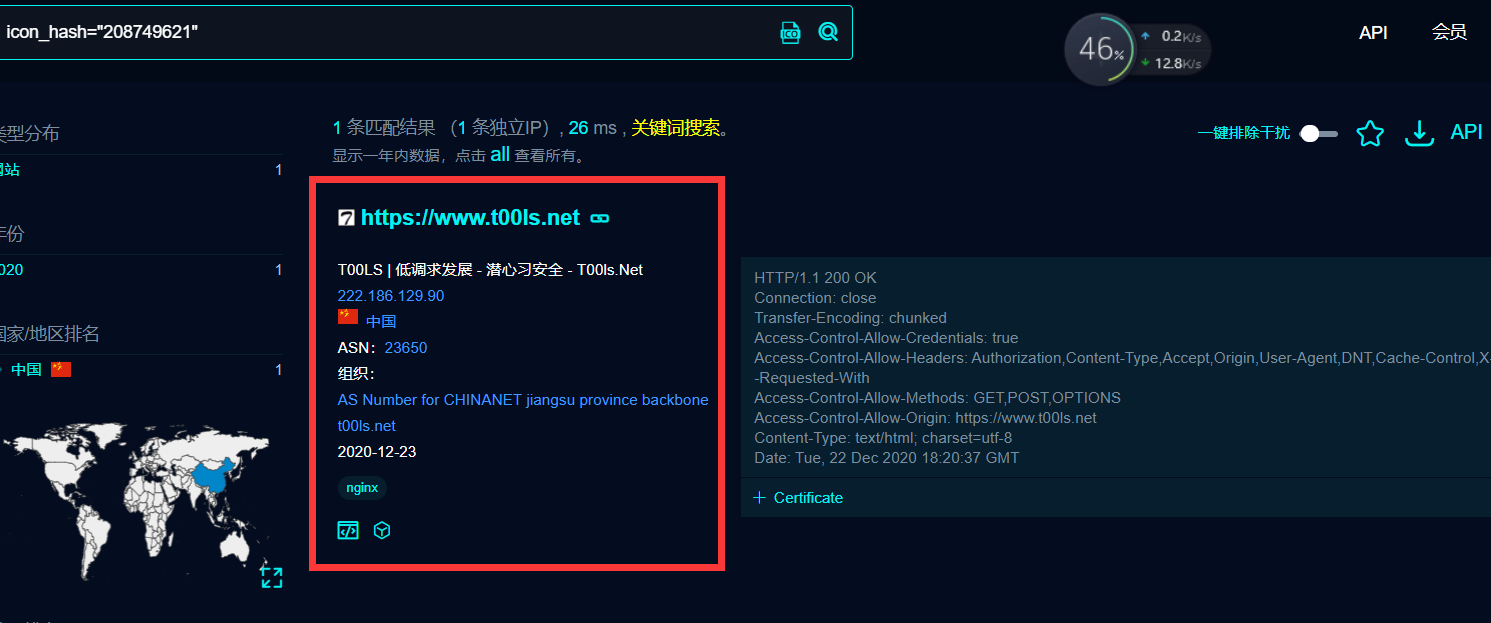 icon_hash="208749621"
ICO
46%
0.2K/s
12.8K/s
API
会员
类型分布
网站
1
年份
2020
1
国家/地区排名
中国
1
1 条匹配结果 （1 条独立IP），26 ms , 关键词搜索。
显示一年内数据，点击 all 查看所有。
一键排除干扰
API
https://www.t00ls.net
T00LS | 低调求发展 - 潜心习安全 - T00ls.Net
222.186.129.90
中国
ASN： 23650
组织：
AS Number for CHINANET jiangsu province backbone
t00ls.net
2020-12-23
nginx
HTTP/1.1 200 OK
Connection: close
Transfer-Encoding: chunked
Access-Control-Allow-Credentials: true
Access-Control-Allow-Headers: Authorization,Content-Type,Accept,Origin,User-Agent,DNT,Cache-Control,X
-Requested-With
Access-Control-Allow-Methods: GET,POST,OPTIONS
Access-Control-Allow-Origin: https://www.t00ls.net
Content-Type: text/html; charset=utf-8
Date: Tue, 22 Dec 2020 18:20:37 GMT
+ Certificate